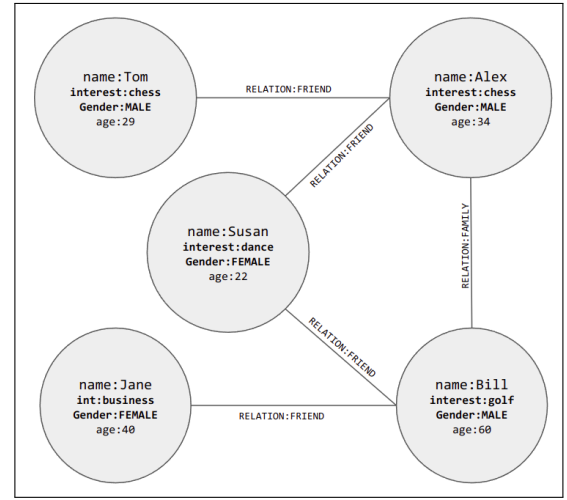 name:Tom
interest:chess
Gender:MALE
age:29
RELATION:FRIEND
name:Alex
interest:chess
Gender:MALE
age:34
RELATION:FRIEND
name:Susan
interest:dance
Gender:FEMALE
age:22
RELATION:FAMILY
RELATION:FRIEND
name:Jane
int:business
Gender:FEMALE
age:40
RELATION:FRIEND
name:Bill
interest:golf
Gender:MALE
age:60